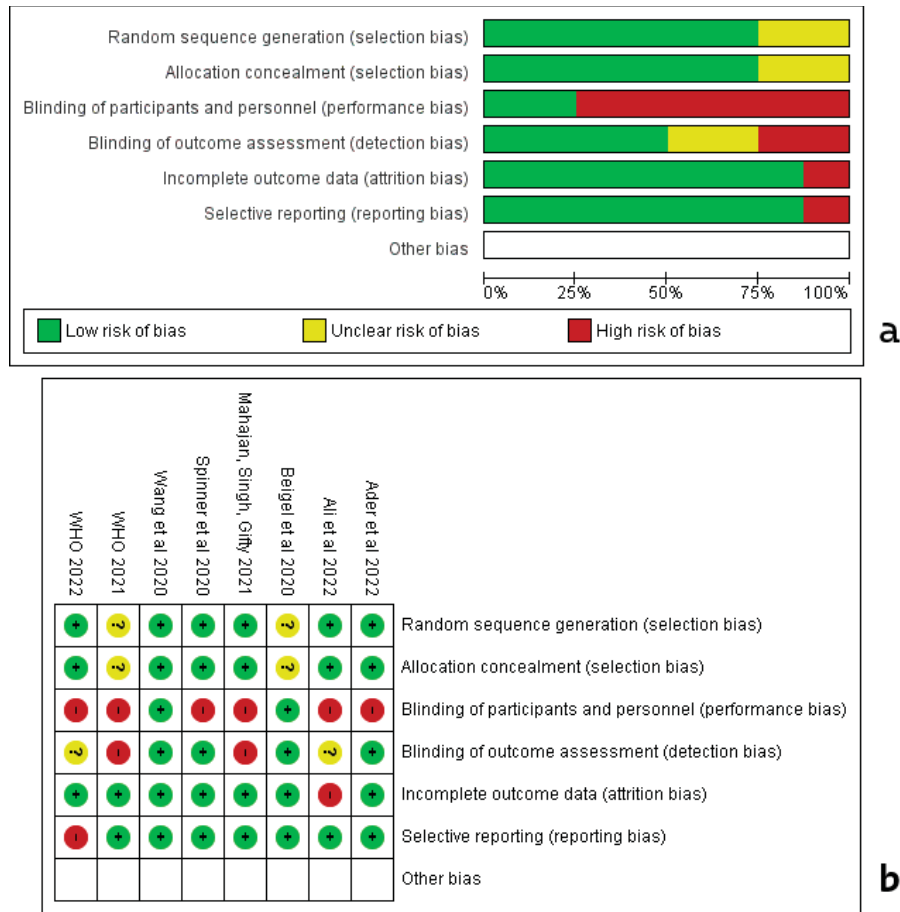 Random sequence generation (selection bias)
Allocation concealment (selection bias)
Blinding of participants and personnel (performance bias)
Blinding of outcome assessment (detection bias)
Incomplete outcome data (attrition bias)
Selective reporting (reporting bias)
Other bias
0% 25% 50% 75% 100%
Low risk of bias Unclear risk of bias High risk of bias
a
WHO 2022
WHO 2021
Wang et al 2020
Spinner et al 2020
Mahajan, Singh, Gifty 2021
Beigel et al 2020
Ali et al 2022
Ader et al 2022
+ ? + + + ? + + Random sequence generation (selection bias)
+ ? + + + ? + + Allocation concealment (selection bias)
- - + - - + - - Blinding of participants and personnel (performance bias)
? - + + - + ? + Blinding of outcome assessment (detection bias)
+ + + + + + - + Incomplete outcome data (attrition bias)
- + + + + + + + Selective reporting (reporting bias)
Other bias
b